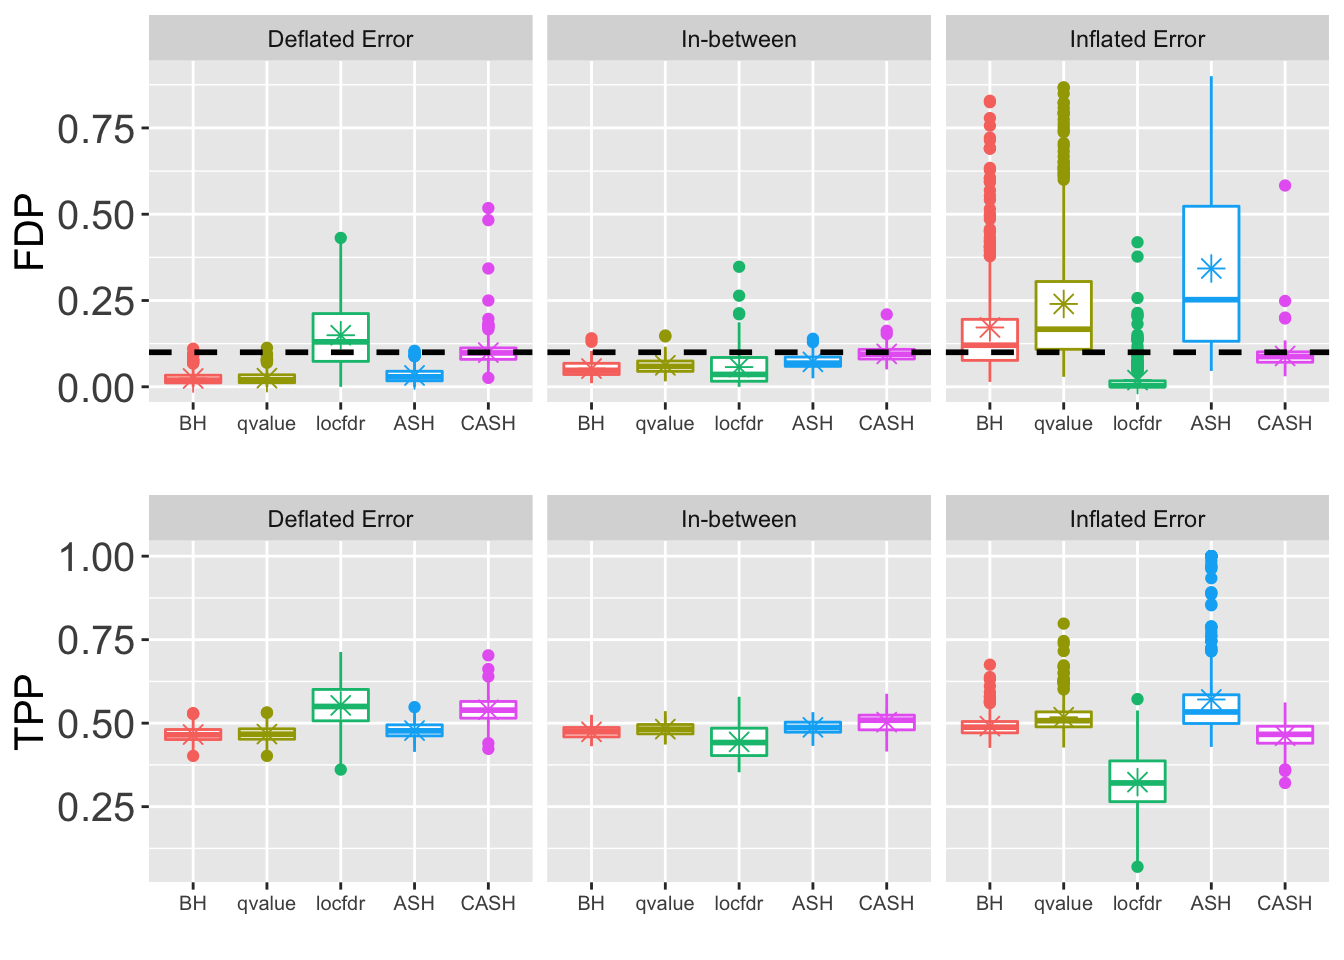 Deflated Error In-between Inflated Error
FDP
0.75
0.50
0.25
0.00
BH qvalue locfdr ASH CASH BH qvalue locfdr ASH CASH BH qvalue locfdr ASH CASH
Deflated Error In-between Inflated Error
TPP
1.00
0.75
0.50
0.25
BH qvalue locfdr ASH CASH BH qvalue locfdr ASH CASH BH qvalue locfdr ASH CASH